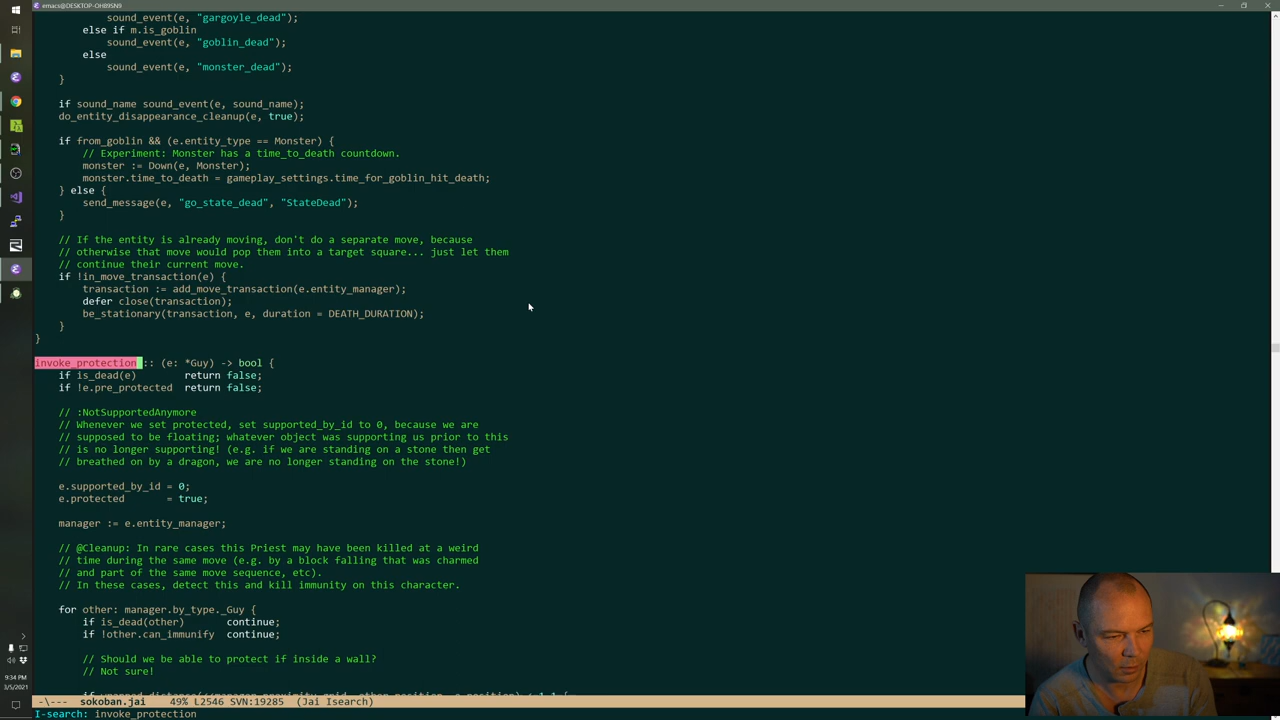 emacs@DESKTOP-OH89SN9
sound_event(e, "gargoyle_dead");
else if m.is_goblin
sound_event(e, "goblin_dead");
else
sound_event(e, "monster_dead");
}
if sound_name sound_event(e, sound_name);
do_entity_disappearance_cleanup(e, true);
if from_goblin && (e.entity_type == Monster) {
// Experiment: Monster has a time_to_death countdown.
monster := Down(e, Monster);
monster.time_to_death = gameplay_settings.time_for_goblin_hit_death;
} else {
send_message(e, "go_state_dead", "StateDead");
}
// If the entity is already moving, don't do a separate move, because
// otherwise that move would pop them into a target square... just let them
// continue their current move.
if !in_move_transaction(e) {
transaction := add_move_transaction(e.entity_manager);
defer close(transaction);
be_stationary(transaction, e, duration = DEATH_DURATION);
}
}
invoke_protection :: (e: *Guy) -> bool {
if is_dead(e) return false;
if !e.pre_protected return false;
// :NotSupportedAnymore
// Whenever we set protected, set supported_by_id to 0, because we are
// supposed to be floating; whatever object was supporting us prior to this
// is no longer supporting! (e.g. if we are standing on a stone then get
// breathed on by a dragon, we are no longer standing on the stone!)
e.supported_by_id = 0;
e.protected = true;
manager := e.entity_manager;
// @Cleanup: In rare cases this Priest may have been killed at a weird
// time during the same move (e.g. by a block falling that was charmed
// and part of the same move sequence, etc).
// In these cases, detect this and kill immunity on this character.
for other: manager.by_type._Guy {
if is_dead(other) continue;
if !other.can_immunify continue;
// Should we be able to protect if inside a wall?
// Not sure!
-\--- sokoban.jai 49% L2546 SVN:19285 (Jai Isearch)
I-search: invoke_protection
9:34 PM
3/5/2021